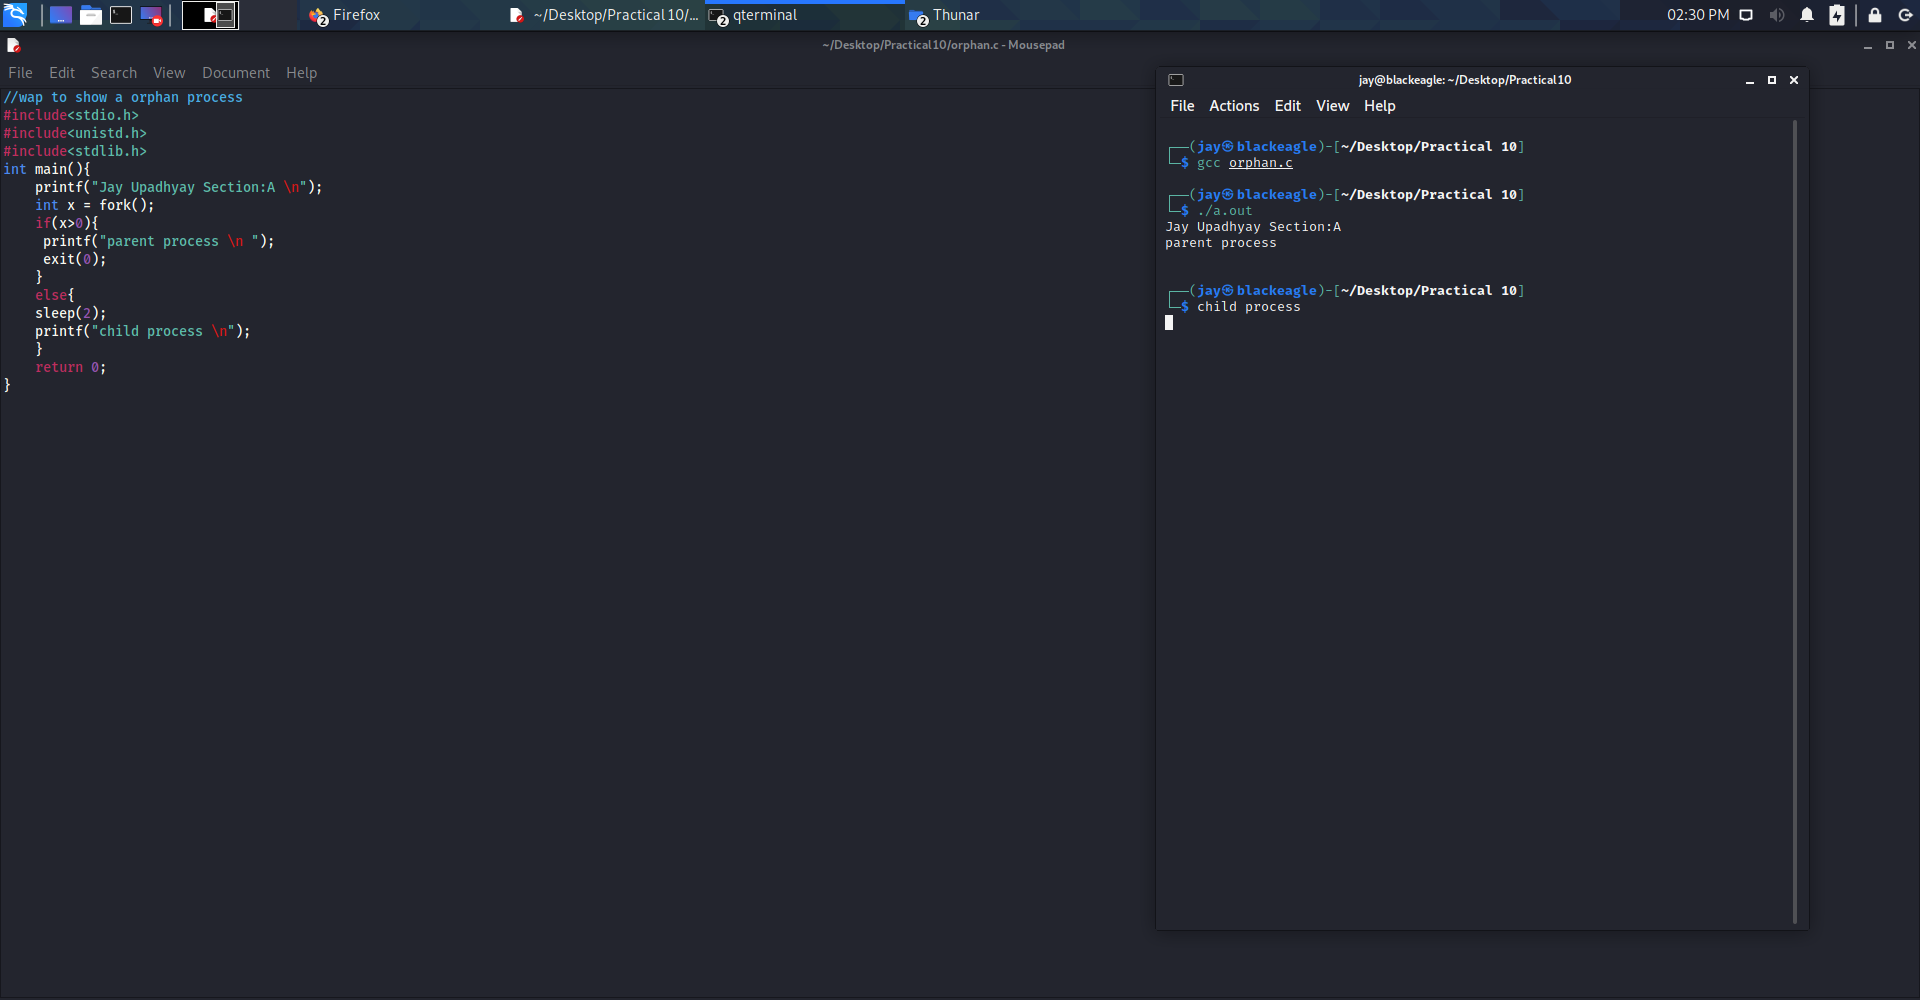 Firefox
~/Desktop/Practical10/...
qterminal
Thunar
02:30 PM
~/Desktop/Practical10/orphan.c - Mousepad
File Edit Search View Document Help
//wap to show a orphan process
#include<stdio.h>
#include<unistd.h>
#include<stdlib.h>
int main(){
    printf("Jay Upadhyay Section:A \n");
    int x = fork();
    if(x>0){
     printf("parent process \n ");
     exit(0);
    }
    else{
    sleep(2);
    printf("child process \n");
    }
    return 0;
}
jay@blackeagle: ~/Desktop/Practical10
File Actions Edit View Help
┌──(jay㉿blackeagle)-[~/Desktop/Practical 10]
└─$ gcc orphan.c
┌──(jay㉿blackeagle)-[~/Desktop/Practical 10]
└─$ ./a.out
Jay Upadhyay Section:A
parent process
┌──(jay㉿blackeagle)-[~/Desktop/Practical 10]
└─$ child process